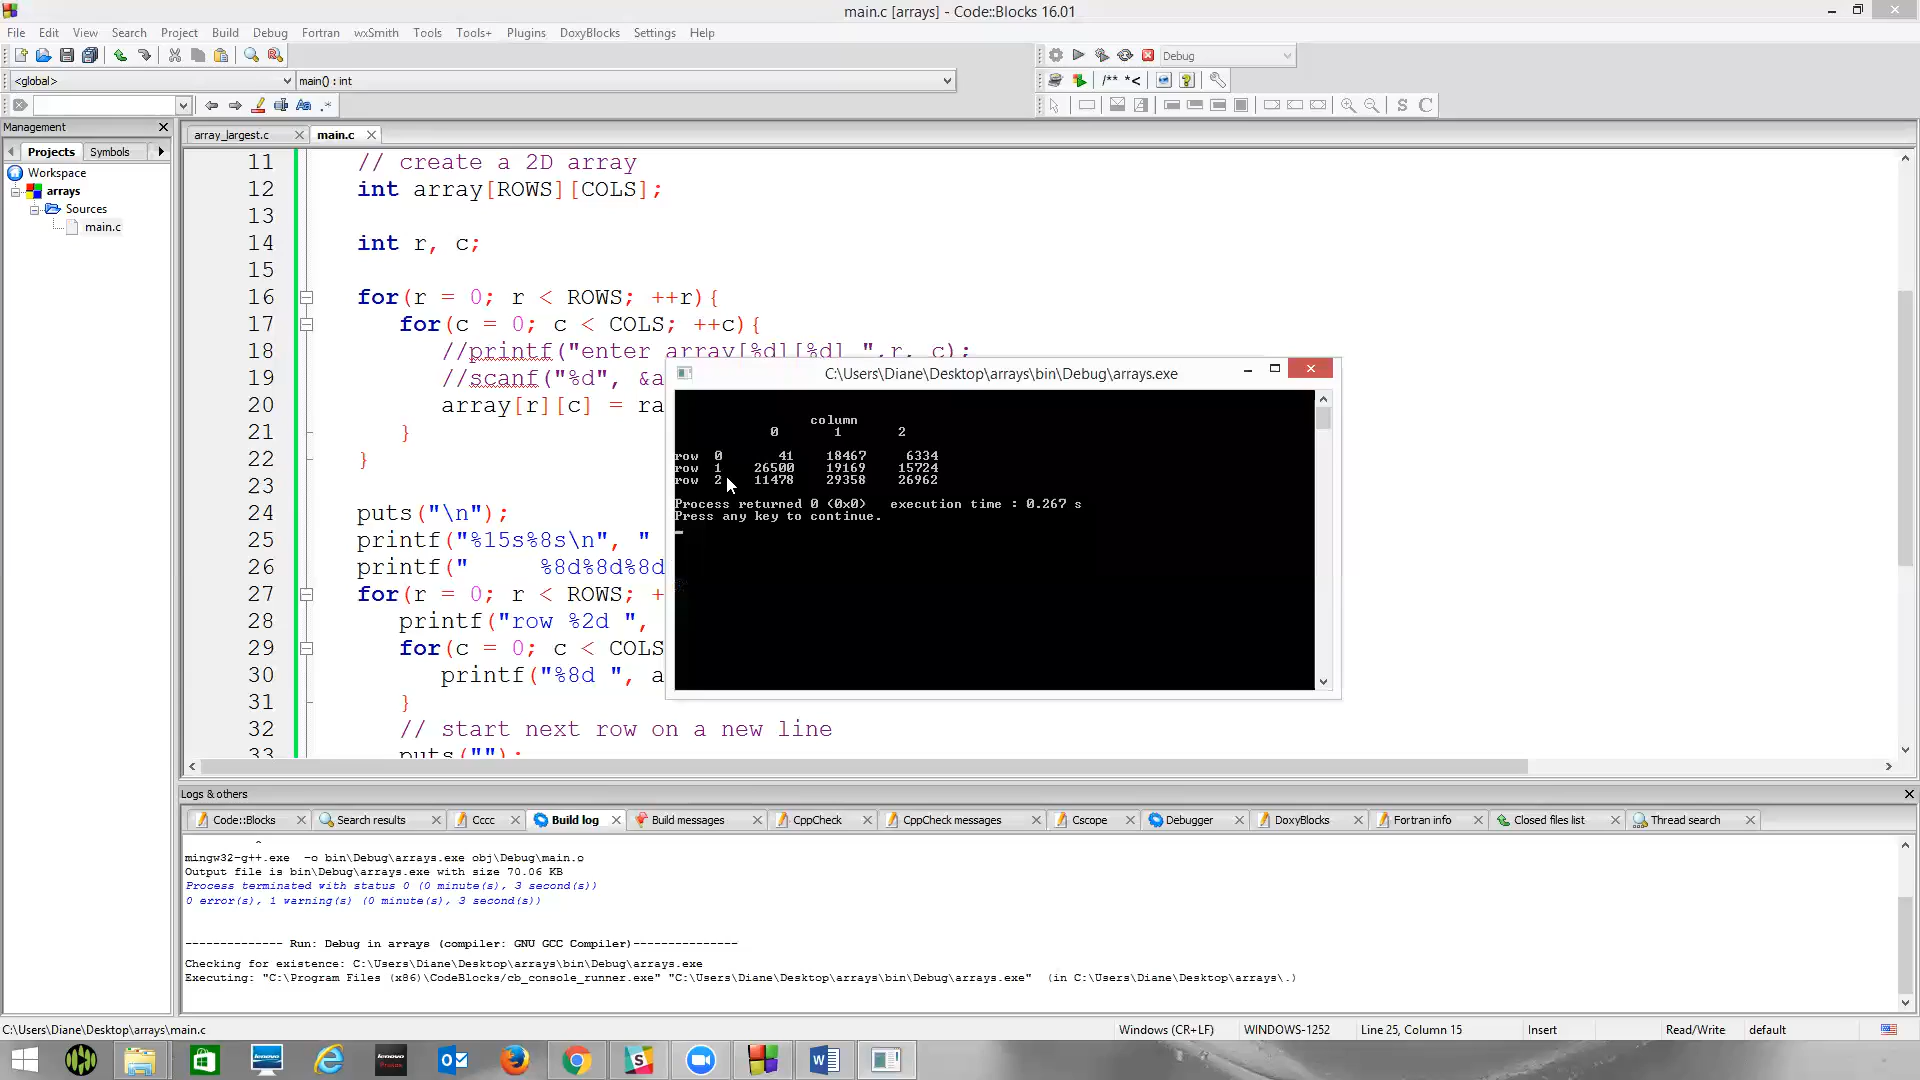 main.c [arrays] - Code::Blocks 16.01
File Edit View Search Project Build Debug Fortran wxSmith Tools Tools+ Plugins DoxyBlocks Settings Help
Debug
<global> main() : int
/** *<
Aa .*
S C
Management
array_largest.c main.c
Projects Symbols
Workspace
arrays
Sources
main.c
11 // create a 2D array
12 int array[ROWS][COLS];
13
14 int r, c;
15
16 for(r = 0; r < ROWS; ++r){
17 for(c = 0; c < COLS; ++c){
18 //printf("enter array[%d][%d] ",r, c);
19 //scanf("%d", &a
20 array[r][c] = ra
21 }
22 }
23
24 puts("\n");
25 printf("%15s%8s\n", "
26 printf(" %8d%8d%8d
27 for(r = 0; r < ROWS; +
28 printf("row %2d ",
29 for(c = 0; c < COLS
30 printf("%8d ", a
31 }
32 // start next row on a new line
33 puts("");
C:\Users\Diane\Desktop\arrays\bin\Debug\arrays.exe
column
0 1 2
row 0 41 18467 6334
row 1 26500 19169 15724
row 2 11478 29358 26962
Process returned 0 (0x0) execution time : 0.267 s
Press any key to continue.
Logs & others
Code::Blocks Search results Cccc Build log Build messages CppCheck CppCheck messages Cscope Debugger DoxyBlocks Fortran info Closed files list Thread search
mingw32-g++.exe -o bin\Debug\arrays.exe obj\Debug\main.o
Output file is bin\Debug\arrays.exe with size 70.06 KB
Process terminated with status 0 (0 minute(s), 3 second(s))
0 error(s), 1 warning(s) (0 minute(s), 3 second(s))
-------------- Run: Debug in arrays (compiler: GNU GCC Compiler)---------------
Checking for existence: C:\Users\Diane\Desktop\arrays\bin\Debug\arrays.exe
Executing: "C:\Program Files (x86)\CodeBlocks/cb_console_runner.exe" "C:\Users\Diane\Desktop\arrays\bin\Debug\arrays.exe" (in C:\Users\Diane\Desktop\arrays\.)
C:\Users\Diane\Desktop\arrays\main.c Windows (CR+LF) WINDOWS-1252 Line 25, Column 15 Insert Read/Write default
lenovo